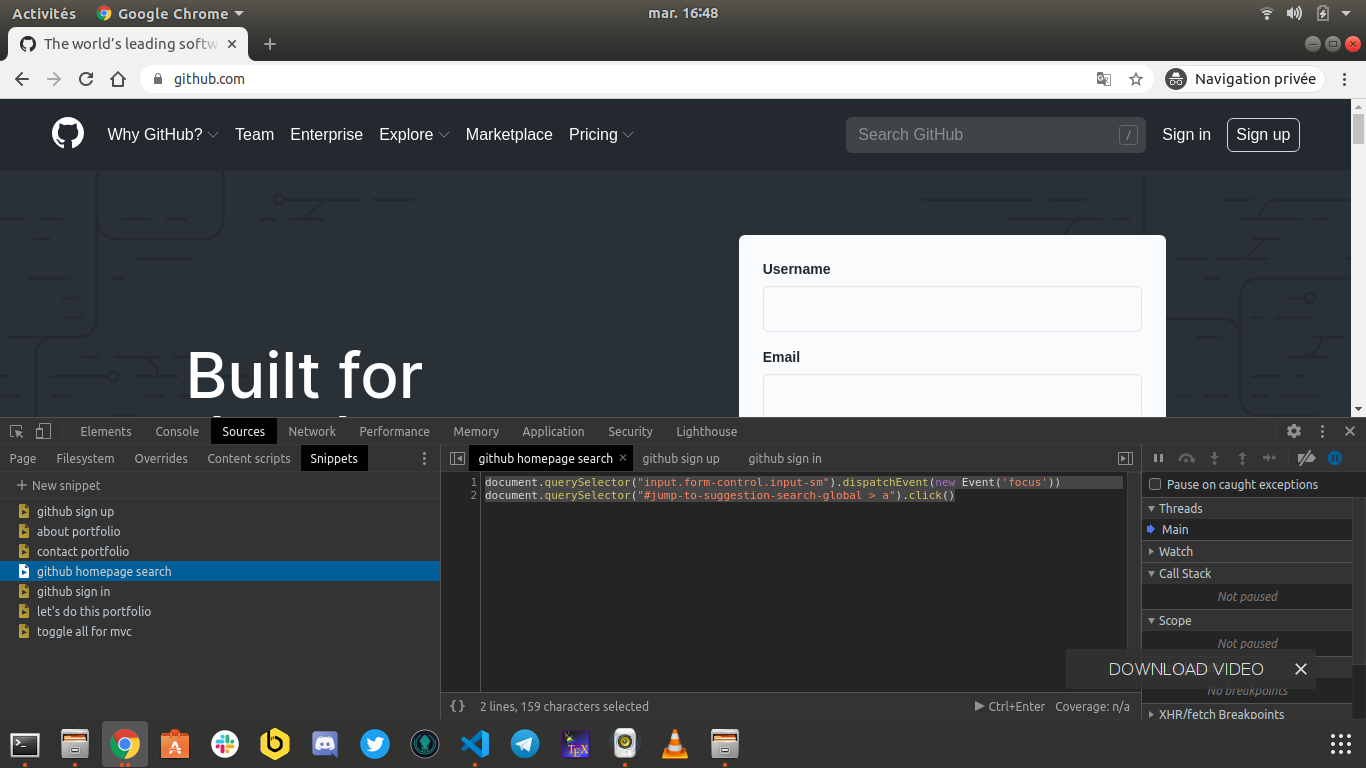 Activités Google Chrome mar. 16:48
The world's leading softw
github.com Navigation privée
Why GitHub? Team Enterprise Explore Marketplace Pricing Search GitHub / Sign in Sign up
Username
Email
Built for
Elements Console Sources Network Performance Memory Application Security Lighthouse
Page Filesystem Overrides Content scripts Snippets
github homepage search github sign up github sign in
New snippet
github sign up
about portfolio
contact portfolio
github homepage search
github sign in
let's do this portfolio
toggle all for mvc
1 document.querySelector("input.form-control.input-sm").dispatchEvent(new Event('focus'))
2 document.querySelector("#jump-to-suggestion-search-global > a").click()
{} 2 lines, 159 characters selected Ctrl+Enter Coverage: n/a
Pause on caught exceptions
Threads
Main
Watch
Call Stack
Not paused
Scope
Not paused
DOWNLOAD VIDEO
No breakpoints
XHR/fetch Breakpoints
TEX